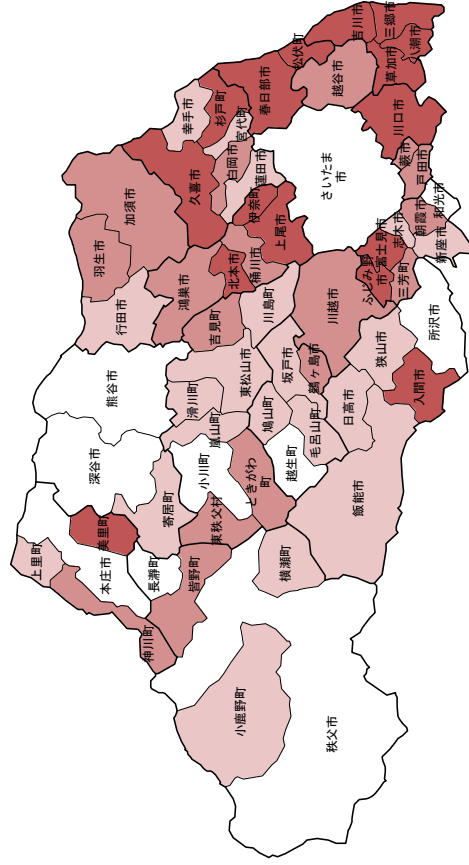 吉川市
三郷市
八潮市
松伏町
草加市
越谷市
春日部市
杉戸町
幸手市
宮代町
川口市
白岡市
蓮田市
さいたま
市
蕨市
戸田市
久喜市
加須市
伊奈町
上尾市
和光市
朝霞市
志木市
新座市
富士見市
ふじみ野
市
三芳町
羽生市
北本市
桶川市
鴻巣市
川島町
川越市
所沢市
行田市
吉見町
東松山市
坂戸市
鶴ヶ島市
狭山市
入間市
熊谷市
滑川町
嵐山町
鳩山町
毛呂山町
日高市
深谷市
小川町
ときがわ
町
越生町
飯能市
寄居町
東秩父村
美里町
上里町
本庄市
長瀞町
皆野町
横瀬町
神川町
小鹿野町
秩父市